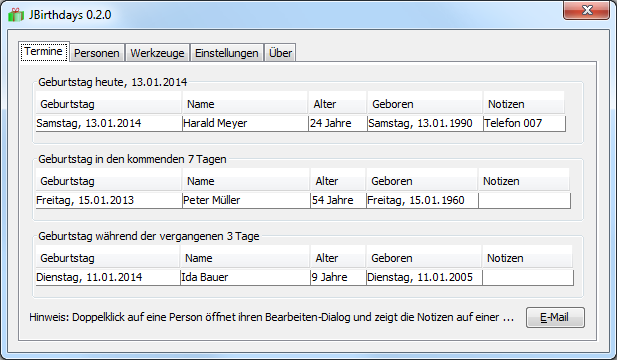 JBirthdays 0.2.0
Termine Personen Werkzeuge Einstellungen Über
Geburtstag heute, 13.01.2014
Geburtstag Name Alter Geboren Notizen
Samstag, 13.01.2014 Harald Meyer 24 Jahre Samstag, 13.01.1990 Telefon 007
Geburtstag in den kommenden 7 Tagen
Geburtstag Name Alter Geboren Notizen
Freitag, 15.01.2013 Peter Müller 54 Jahre Freitag, 15.01.1960
Geburtstag während der vergangenen 3 Tage
Geburtstag Name Alter Geboren Notizen
Dienstag, 11.01.2014 Ida Bauer 9 Jahre Dienstag, 11.01.2005
Hinweis: Doppelklick auf eine Person öffnet ihren Bearbeiten-Dialog und zeigt die Notizen auf einer ... E-Mail